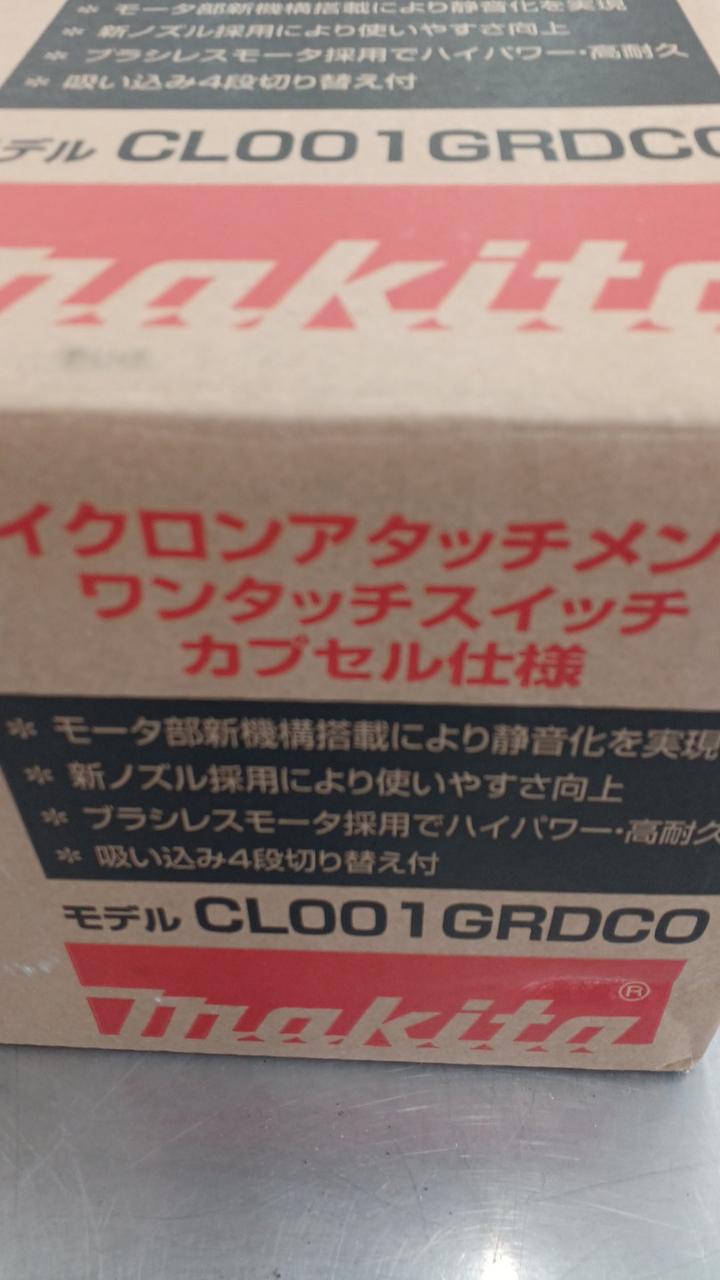 * モータ部新機構搭載により静音化を実現
* 新ノズル採用により使いやすさ向上
* ブラシレスモータ採用でハイパワー・高耐久
* 吸い込み4段切り替え付
デル CL001GRDCO
makita
イクロンアタッチメン
ワンタッチスイッチ
カプセル仕様
* モータ部新機構搭載により静音化を実現
* 新ノズル採用により使いやすさ向上
* ブラシレスモータ採用でハイパワー・高耐久
* 吸い込み4段切り替え付
モデル CL001GRDCO
makita®